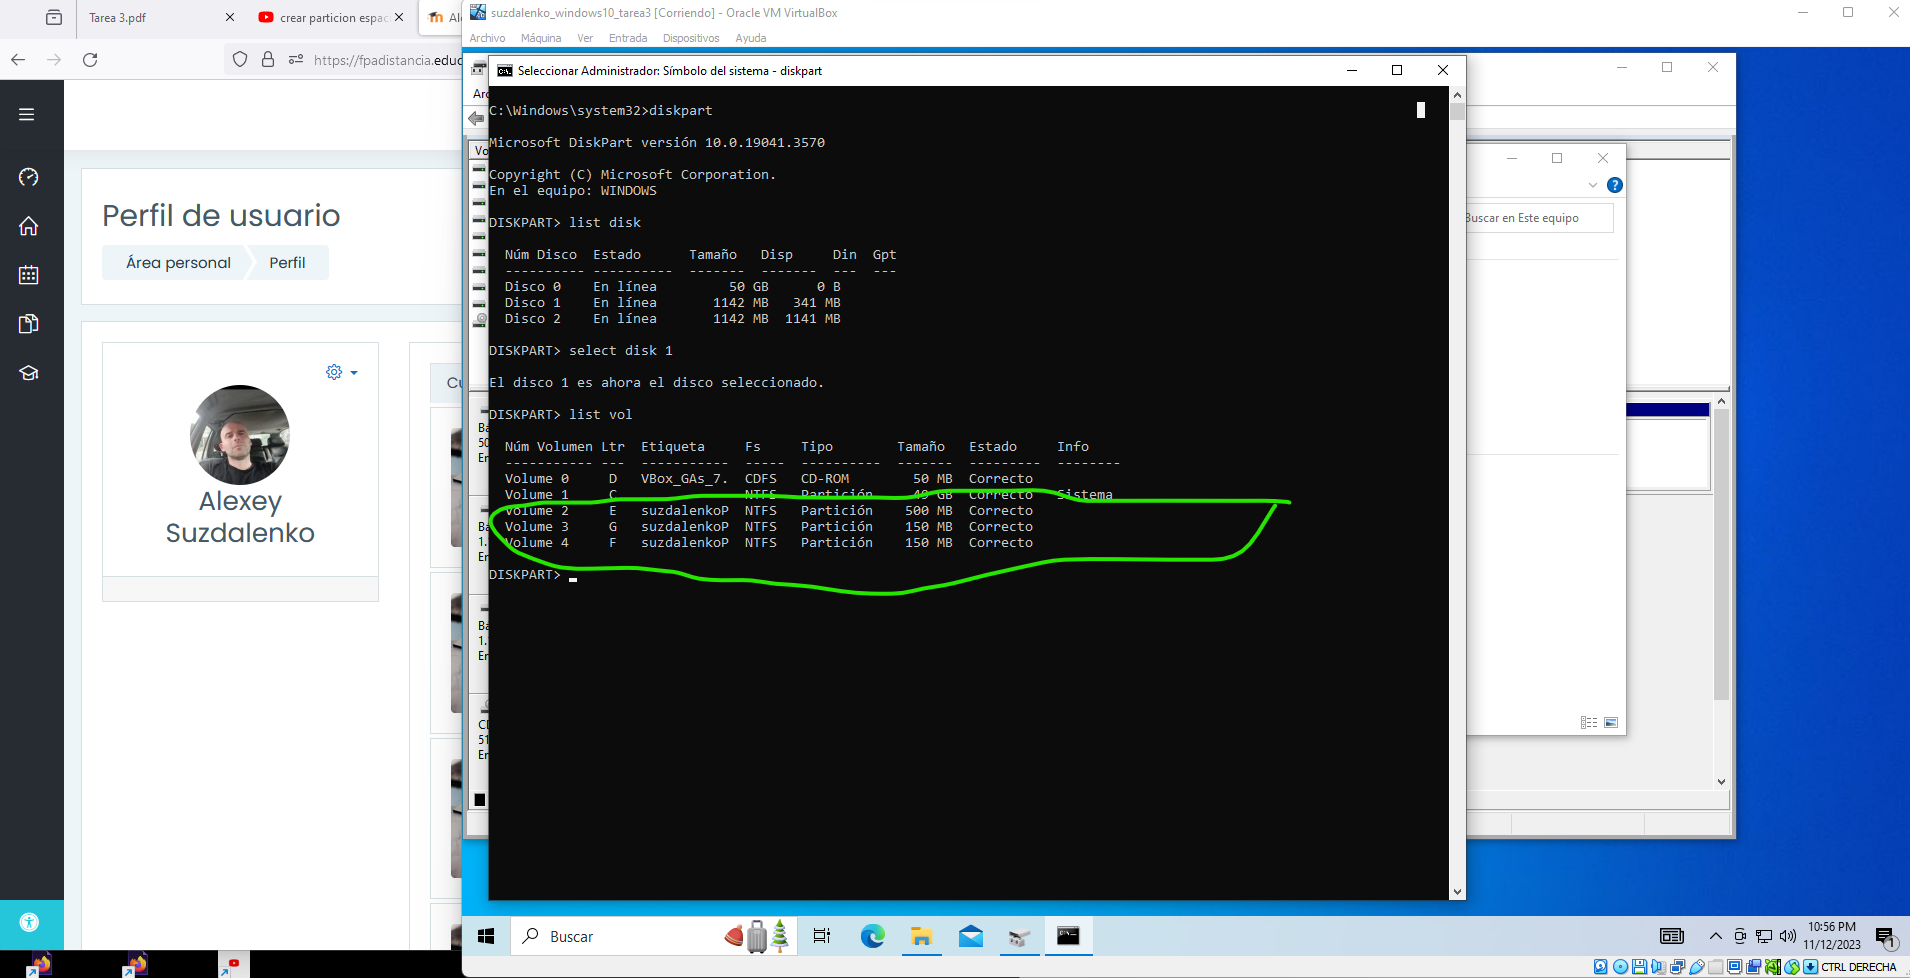 Tarea 3.pdf
crear particion espac
suzdalenko_windows10_tarea3 [Corriendo] - Oracle VM VirtualBox
Archivo Máquina Ver Entrada Dispositivos Ayuda
https://fpadistancia.educ
Seleccionar Administrador: Símbolo del sistema - diskpart
C:\Windows\system32>diskpart
Microsoft DiskPart versión 10.0.19041.3570
Copyright (C) Microsoft Corporation.
En el equipo: WINDOWS
DISKPART> list disk
Núm Disco Estado Tamaño Disp Din Gpt
---------- ---------- ------- ------- --- ---
Disco 0 En línea 50 GB 0 B
Disco 1 En línea 1142 MB 341 MB
Disco 2 En línea 1142 MB 1141 MB
DISKPART> select disk 1
El disco 1 es ahora el disco seleccionado.
DISKPART> list vol
Núm Volumen Ltr Etiqueta Fs Tipo Tamaño Estado Info
----------- --- ----------- ----- ---------- ------- --------- --------
Volume 0 D VBox_GAs_7. CDFS CD-ROM 50 MB Correcto
Volume 1 C NTFS Partición 49 GB Correcto Sistema
Volume 2 E suzdalenkoP NTFS Partición 500 MB Correcto
Volume 3 G suzdalenkoP NTFS Partición 150 MB Correcto
Volume 4 F suzdalenkoP NTFS Partición 150 MB Correcto
DISKPART>
Perfil de usuario
Área personal Perfil
Alexey
Suzdalenko
Buscar en Este equipo
Buscar
10:56 PM
11/12/2023
1
CTRL DERECHA